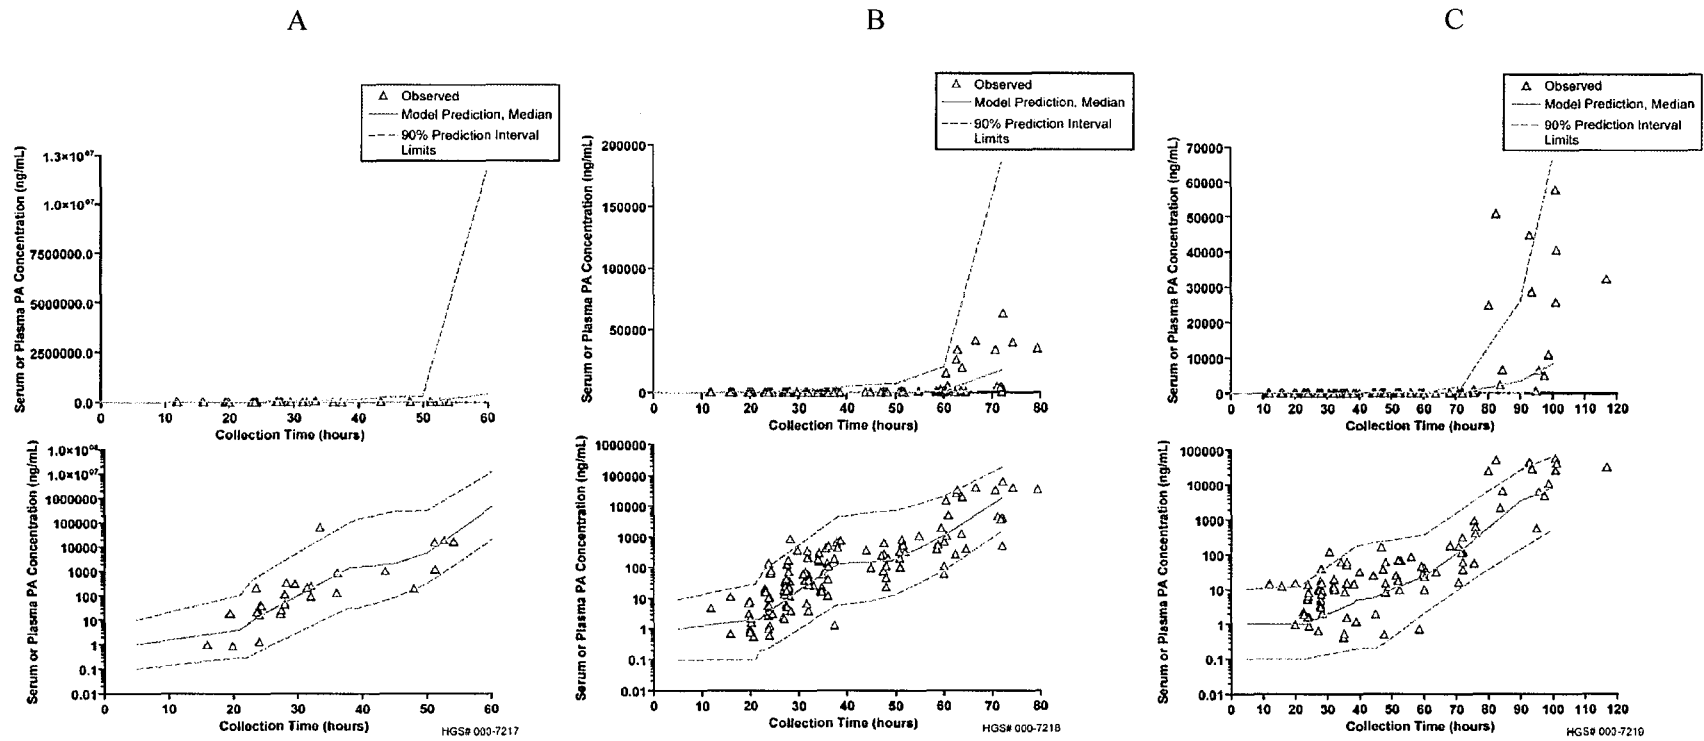 A
B
C
Observed
Model Prediction, Median
90% Prediction Interval
Limits
Serum or Plasma PA Concentration (ng/mL)
1.3×10⁰⁷
1.0×10⁰⁷
7500000.0
5000000.0
2500000.0
0.0
0 10 20 30 40 50 60
Collection Time (hours)
Observed
Model Prediction, Median
90% Prediction Interval
Limits
Serum or Plasma PA Concentration (ng/mL)
200000
150000
100000
50000
0
0 10 20 30 40 50 60 70 80
Collection Time (hours)
Observed
Model Prediction, Median
90% Prediction Interval
Limits
Serum or Plasma PA Concentration (ng/mL)
70000
60000
50000
40000
30000
20000
10000
0
0 10 20 30 40 50 60 70 80 90 100 110 120
Collection Time (hours)
Serum or Plasma PA Concentration (ng/mL)
1.0×10⁰⁸
1.0×10⁰⁷
1000000
100000
10000
1000
100
10
1
0.1
0.01
0 10 20 30 40 50 60
Collection Time (hours)
HGS# 000-7217
Serum or Plasma PA Concentration (ng/mL)
1000000
100000
10000
1000
100
10
1
0.1
0.01
0 10 20 30 40 50 60 70 80
Collection Time (hours)
HGS# 000-7218
Serum or Plasma PA Concentration (ng/mL)
100000
10000
1000
100
10
1
0.1
0.01
0 10 20 30 40 50 60 70 80 90 100 110 120
Collection Time (hours)
HGS# 000-7219